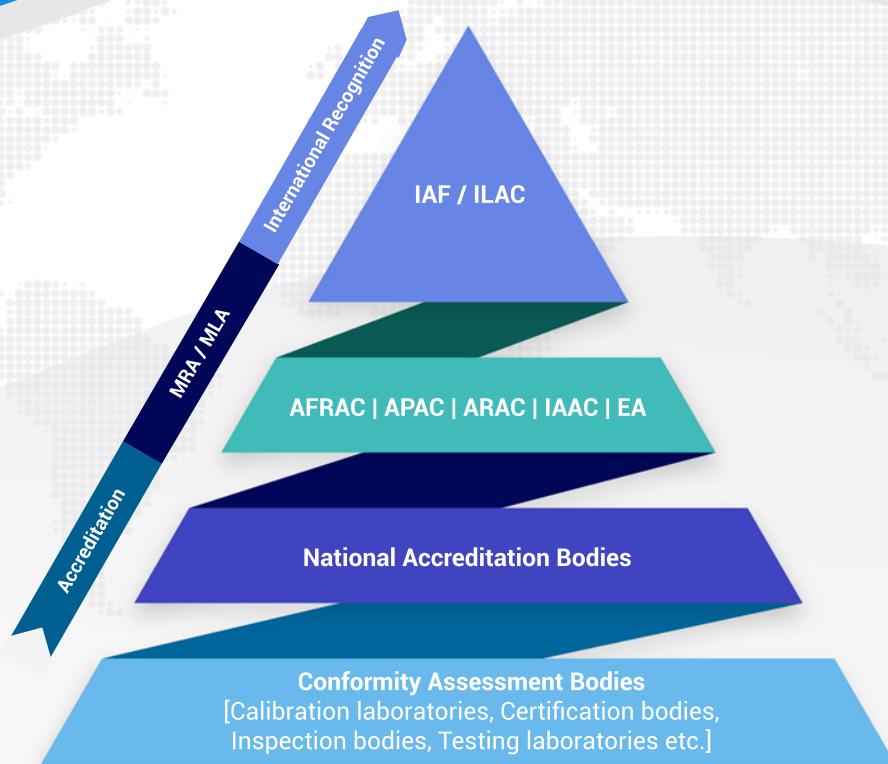 International Recognition
IAF / ILAC
MRA / MLA
AFRAC | APAC | ARAC | IAAC | EA
Accreditation
National Accreditation Bodies
Conformity Assessment Bodies
[Calibration laboratories, Certification bodies,
Inspection bodies, Testing laboratories etc.]